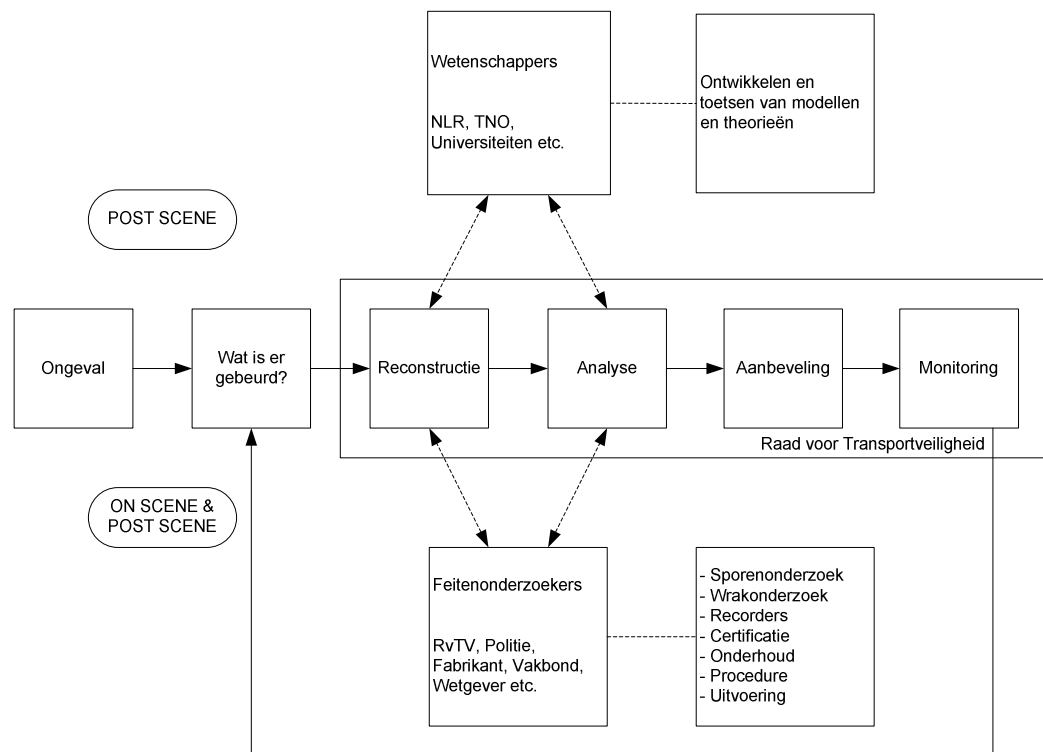 Wetenschappers
NLR, TNO,
Universiteiten etc.
Ontwikkelen en
toetsen van modellen
en theorieën
POST SCENE
Ongeval
Wat is er
gebeurd?
Reconstructie
Analyse
Aanbeveling
Monitoring
Raad voor Transportveiligheid
ON SCENE &
POST SCENE
Feitenonderzoekers
RvTV, Politie,
Fabrikant, Vakbond,
Wetgever etc.
- Sporenonderzoek
- Wrakonderzoek
- Recorders
- Certificatie
- Onderhoud
- Procedure
- Uitvoering